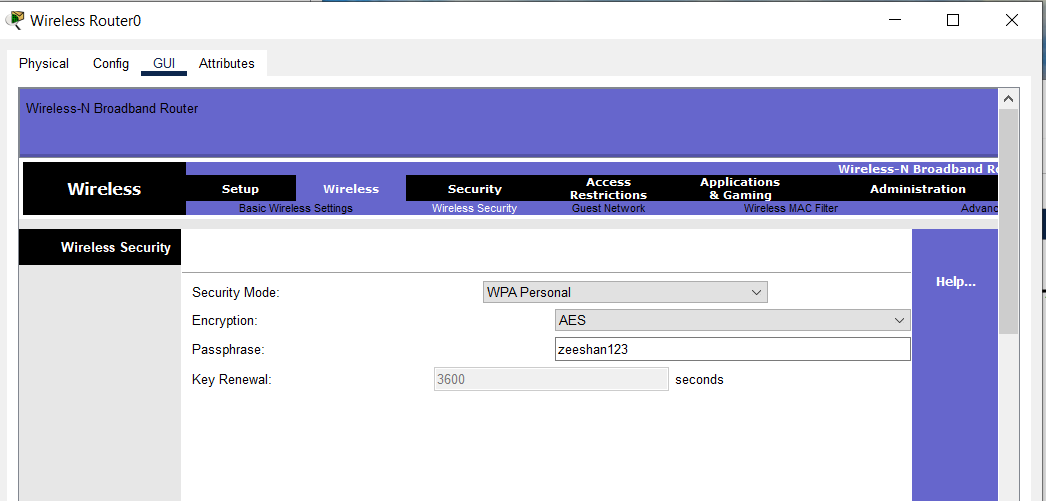 Wireless Router0
Physical Config GUI Attributes
Wireless-N Broadband Router
Wireless-N Broadband Ro
Wireless
Setup Wireless Security Access Restrictions Applications & Gaming Administration
Basic Wireless Settings Wireless Security Guest Network Wireless MAC Filter Advanc
Wireless Security
Help...
Security Mode: WPA Personal
Encryption: AES
Passphrase: zeeshan123
Key Renewal: 3600 seconds